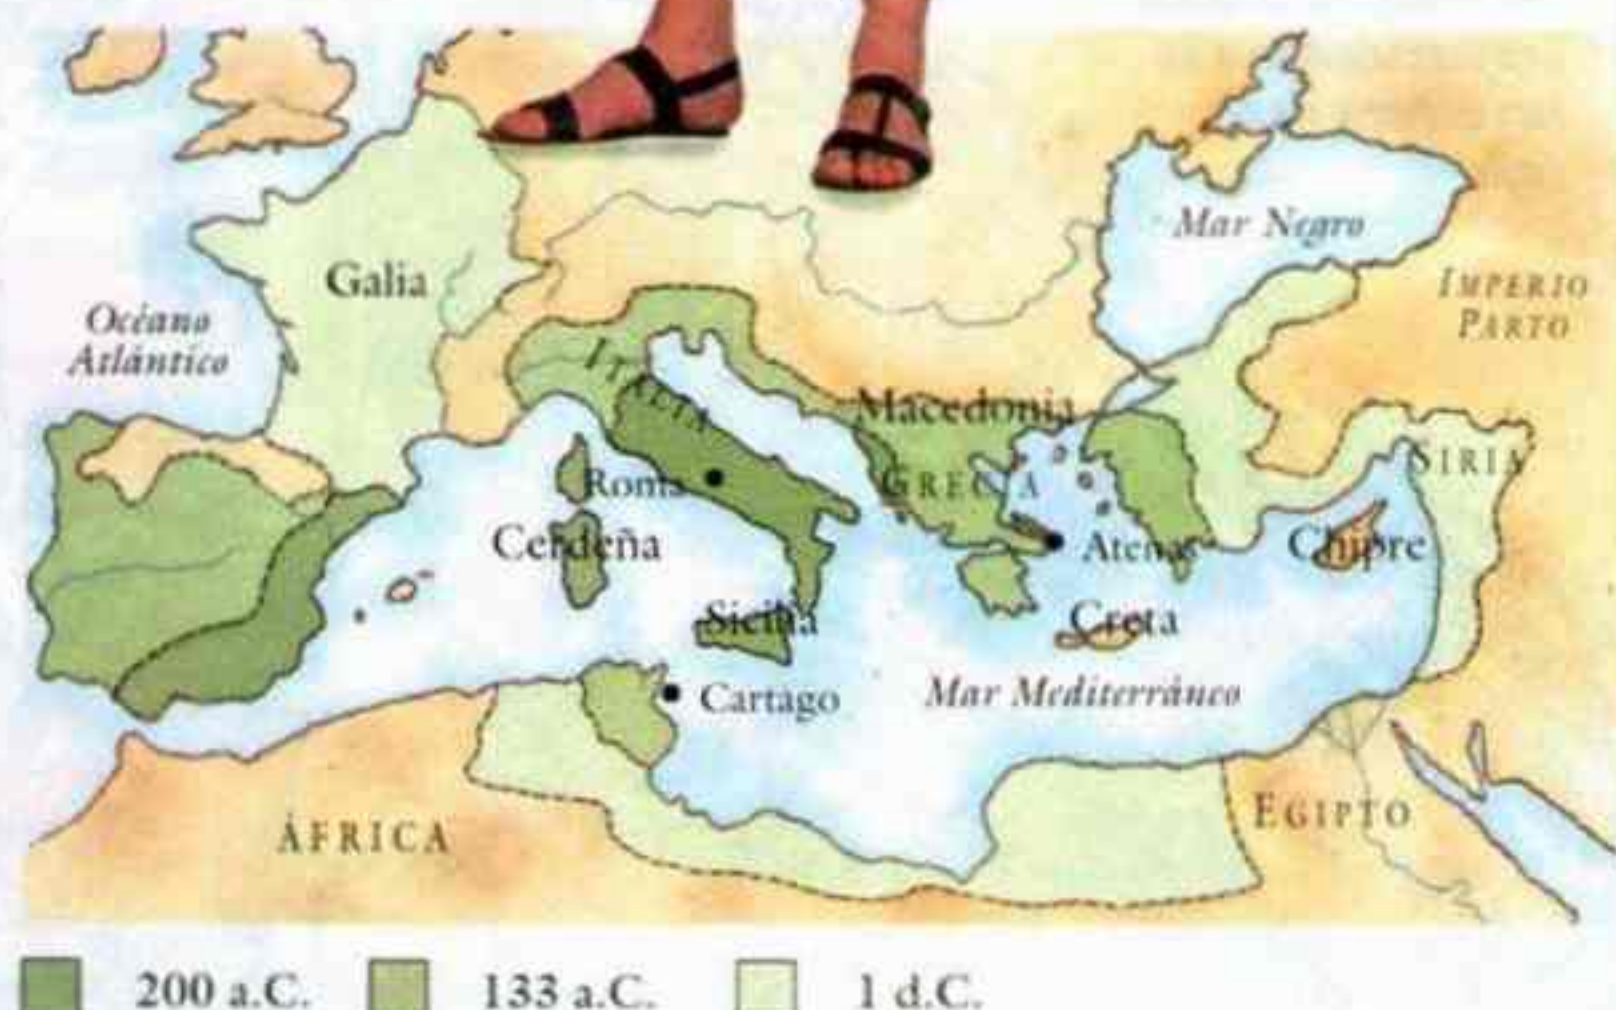 Mar Negro
Galia
IMPERIO
PARTO
Océano
Atlántico
ITALIA
Macedonia
SIRIA
Roma
GRECIA
Cerdeña
Atenas
Chipre
Sicilia
Creta
Cartago
Mar Mediterráneo
ÁFRICA
EGIPTO
200 a.C.
133 a.C.
1 d.C.